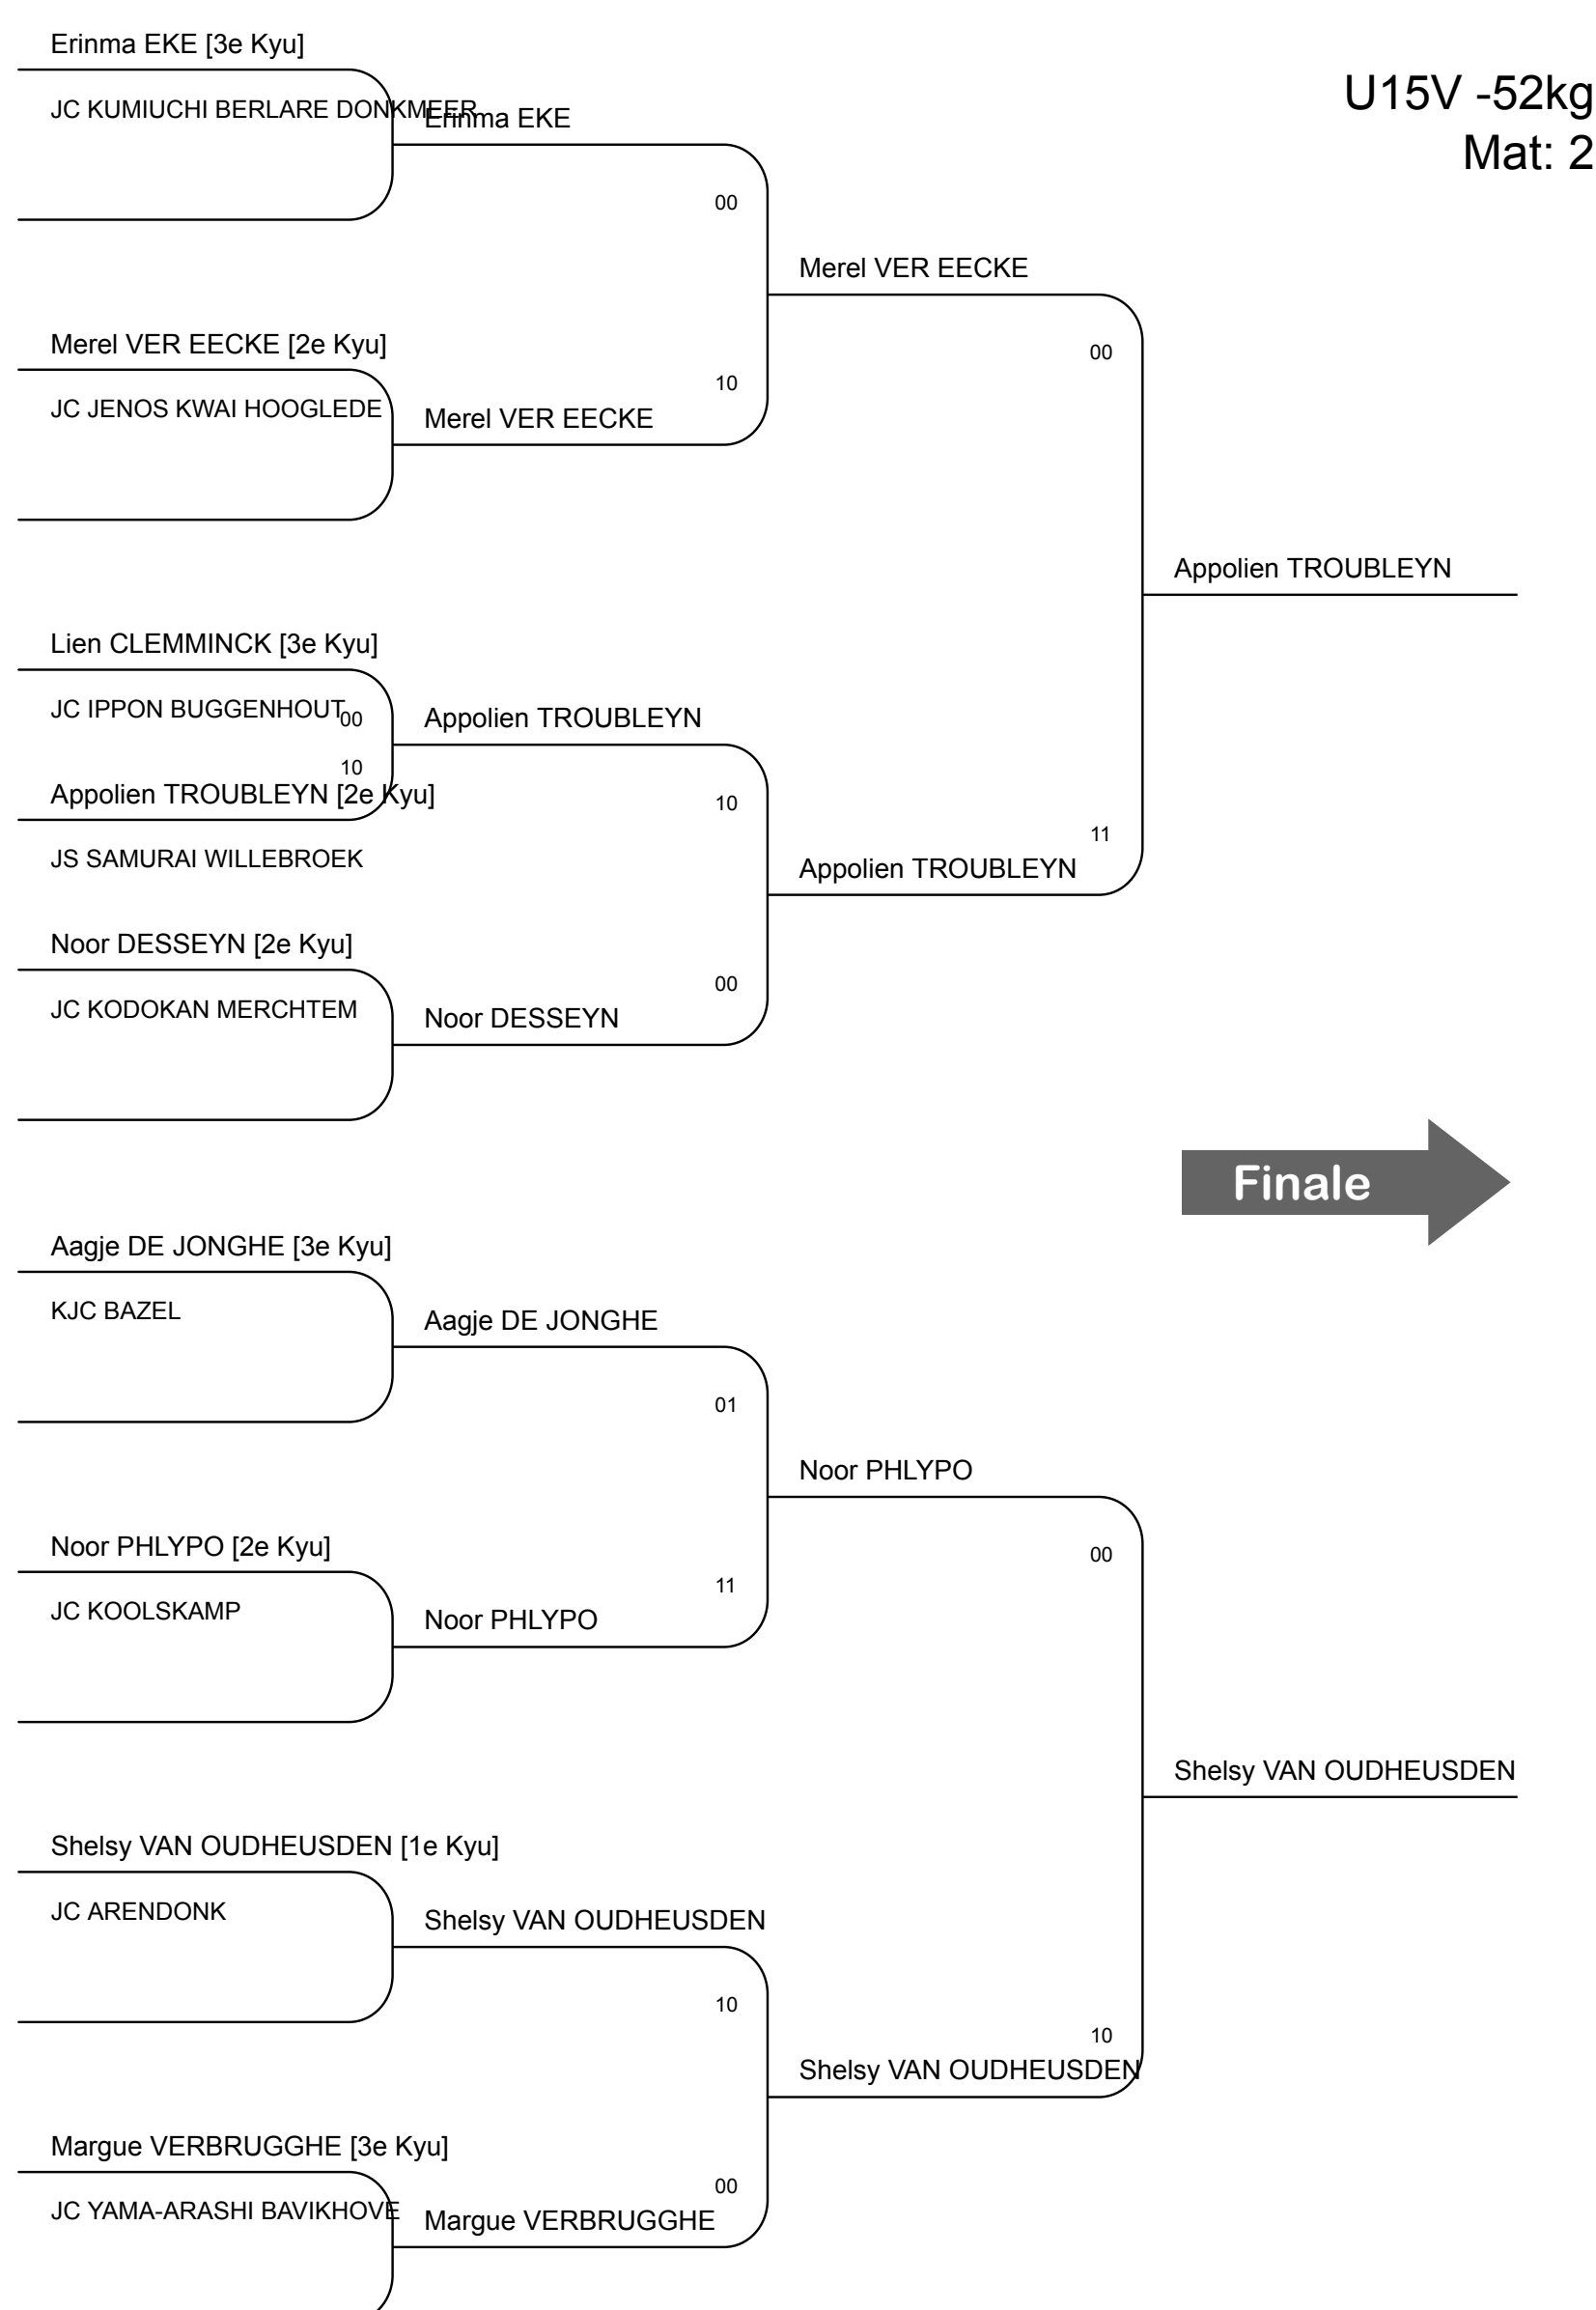 Erinma EKE [3e Kyu]
JC KUMIUCHI BERLARE DONKMEER
Erinma EKE
U15V -52kg
Mat: 2
00
Merel VER EECKE
Merel VER EECKE [2e Kyu]
00
10
JC JENOS KWAI HOOGLEDE
Merel VER EECKE
Appolien TROUBLEYN
Lien CLEMMINCK [3e Kyu]
JC IPPON BUGGENHOUT
00
Appolien TROUBLEYN
10
Appolien TROUBLEYN [2e Kyu]
10
11
JS SAMURAI WILLEBROEK
Appolien TROUBLEYN
Noor DESSEYN [2e Kyu]
00
JC KODOKAN MERCHTEM
Noor DESSEYN
Finale
Aagje DE JONGHE [3e Kyu]
KJC BAZEL
Aagje DE JONGHE
01
Noor PHLYPO
Noor PHLYPO [2e Kyu]
00
11
JC KOOLSKAMP
Noor PHLYPO
Shelsy VAN OUDHEUSDEN
Shelsy VAN OUDHEUSDEN [1e Kyu]
JC ARENDONK
Shelsy VAN OUDHEUSDEN
10
10
Shelsy VAN OUDHEUSDEN
Margue VERBRUGGHE [3e Kyu]
00
JC YAMA-ARASHI BAVIKHOVE
Margue VERBRUGGHE